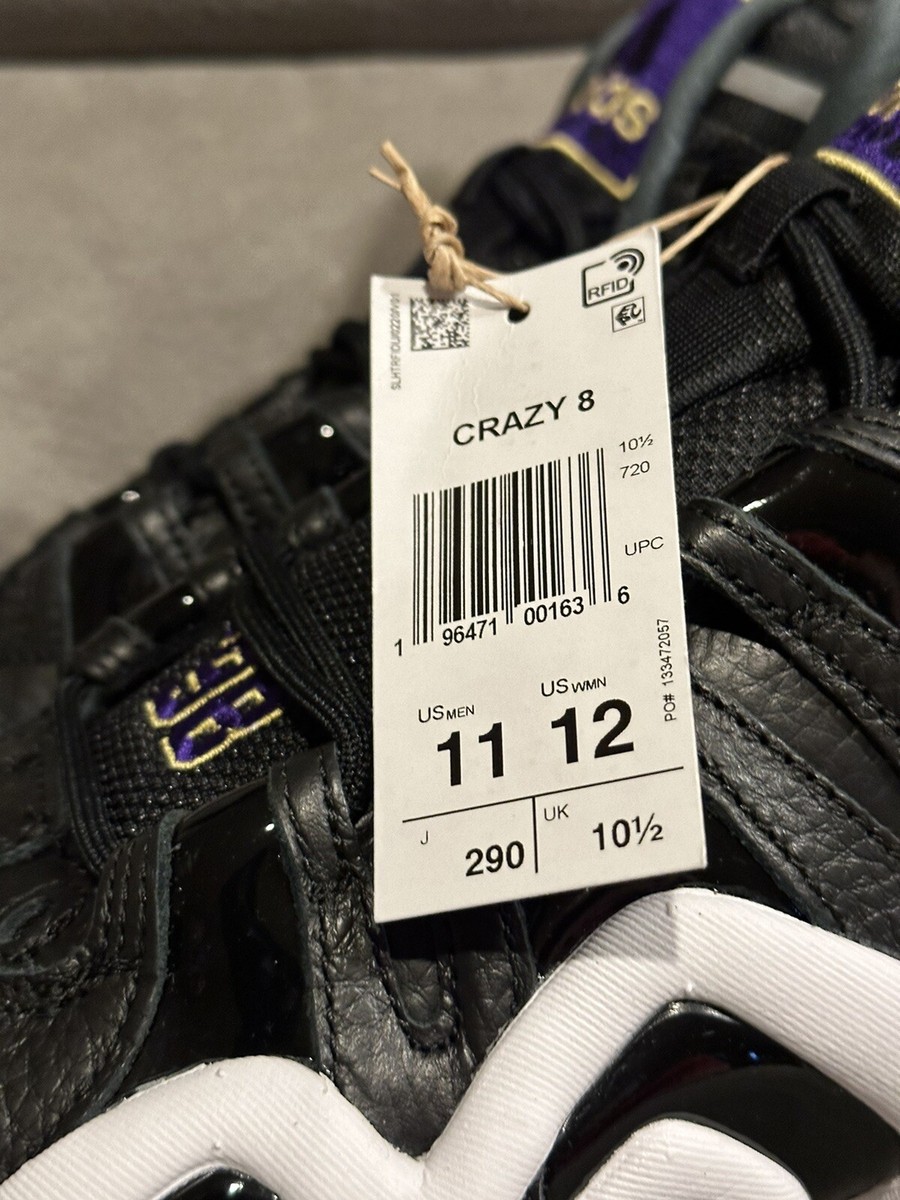 RFID
SLHTRFIDUR0220IVV01
CRAZY 8
10½
720
UPC
1 96471 00163 6
PO# 133472057
US MEN
US WMN
11
12
J
290
UK
10½